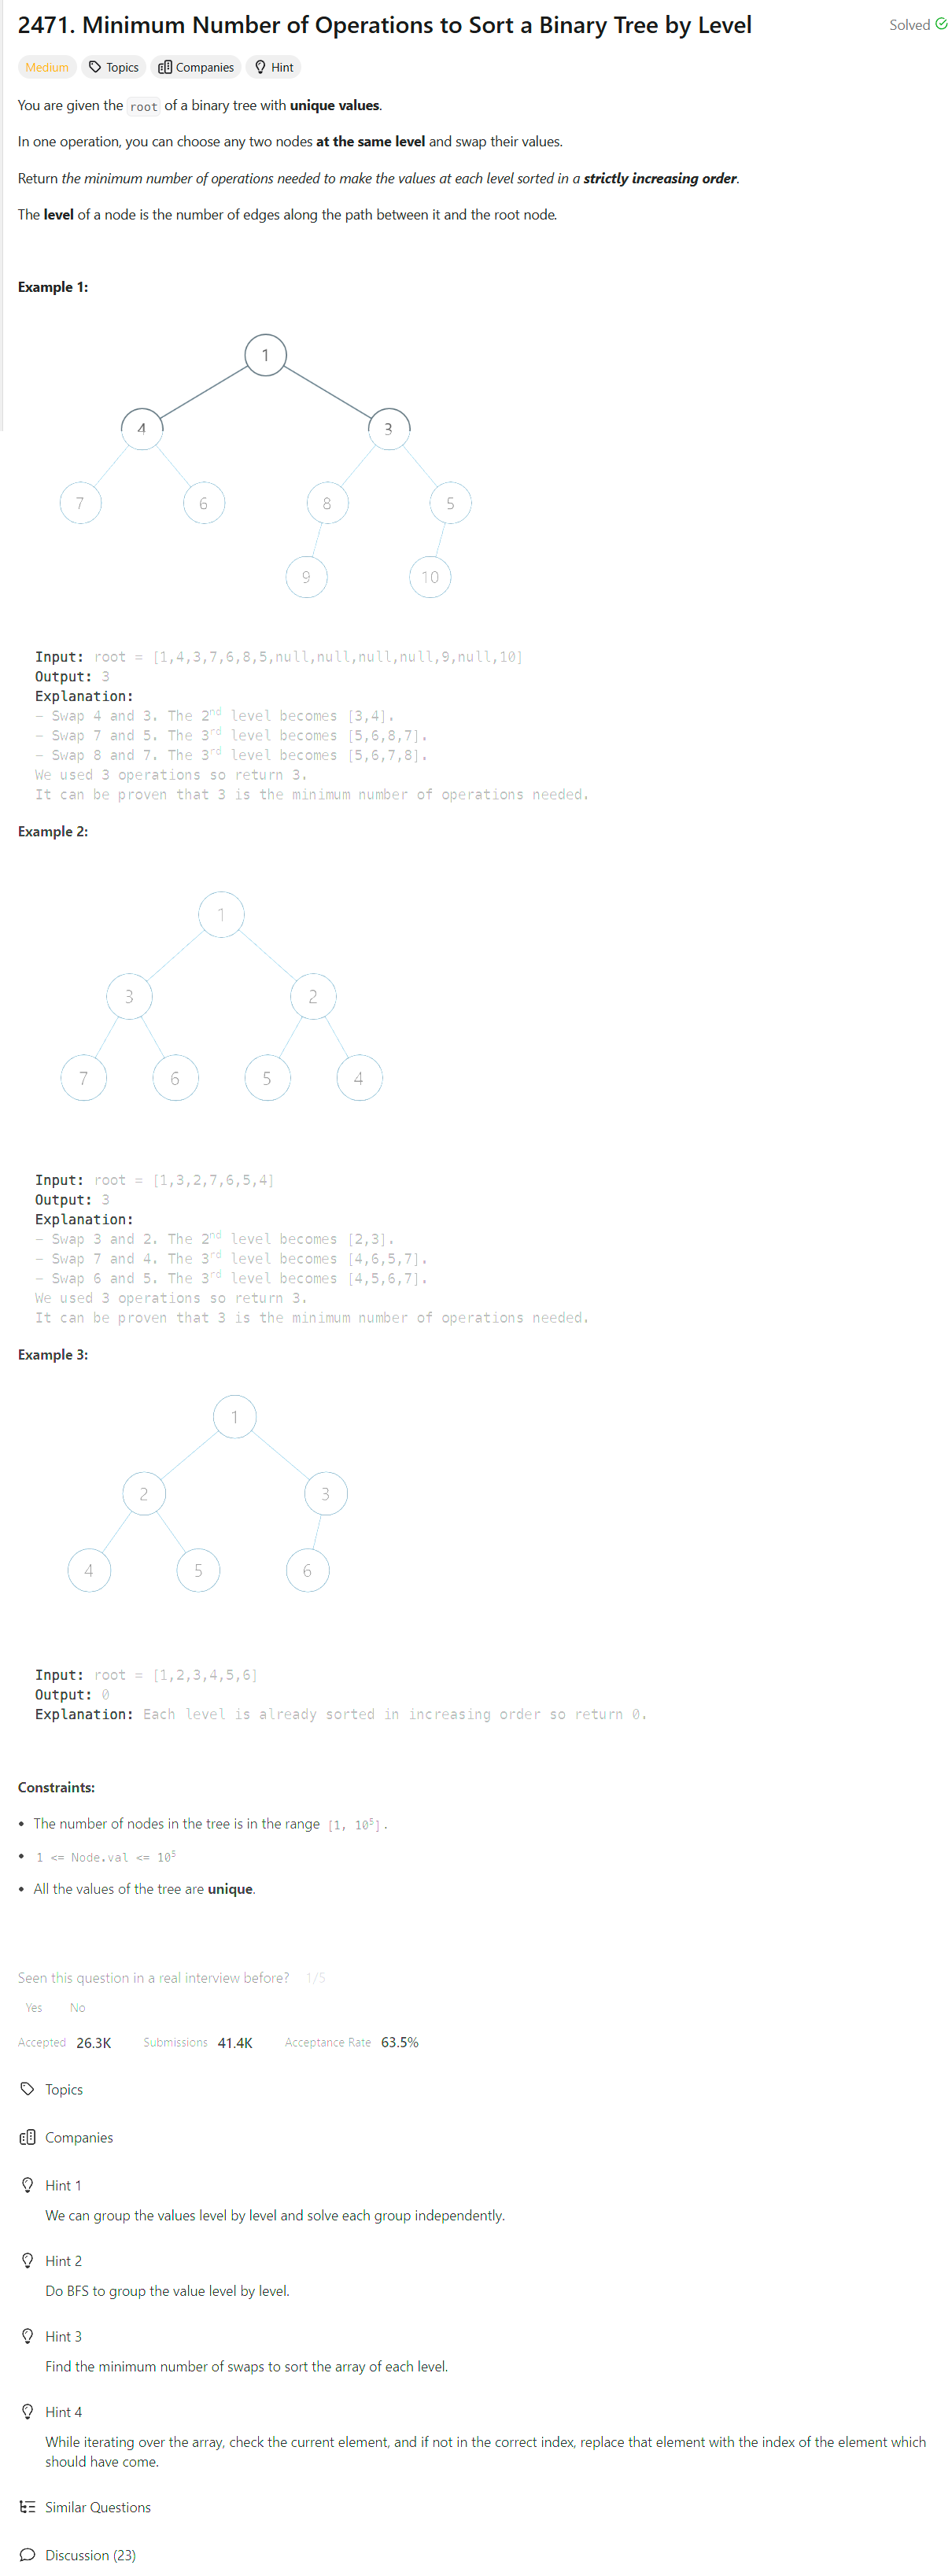 2471. Minimum Number of Operations to Sort a Binary Tree by Level
Solved
Medium Topics Companies Hint
You are given the root of a binary tree with unique values.
In one operation, you can choose any two nodes at the same level and swap their values.
Return the minimum number of operations needed to make the values at each level sorted in a strictly increasing order.
The level of a node is the number of edges along the path between it and the root node.
Example 1:
1
4 3
7 6 8 5
9 10
Input: root = [1,4,3,7,6,8,5,null,null,null,null,9,null,10]
Output: 3
Explanation:
- Swap 4 and 3. The 2nd level becomes [3,4].
- Swap 7 and 5. The 3rd level becomes [5,6,8,7].
- Swap 8 and 7. The 3rd level becomes [5,6,7,8].
We used 3 operations so return 3.
It can be proven that 3 is the minimum number of operations needed.
Example 2:
1
3 2
7 6 5 4
Input: root = [1,3,2,7,6,5,4]
Output: 3
Explanation:
- Swap 3 and 2. The 2nd level becomes [2,3].
- Swap 7 and 4. The 3rd level becomes [4,6,5,7].
- Swap 6 and 5. The 3rd level becomes [4,5,6,7].
We used 3 operations so return 3.
It can be proven that 3 is the minimum number of operations needed.
Example 3:
1
2 3
4 5 6
Input: root = [1,2,3,4,5,6]
Output: 0
Explanation: Each level is already sorted in increasing order so return 0.
Constraints:
• The number of nodes in the tree is in the range [1, 10⁵].
• 1 <= Node.val <= 10⁵
• All the values of the tree are unique.
Seen this question in a real interview before? 1/5
Yes No
Accepted 26.3K Submissions 41.4K Acceptance Rate 63.5%
Topics
Companies
Hint 1
We can group the values level by level and solve each group independently.
Hint 2
Do BFS to group the value level by level.
Hint 3
Find the minimum number of swaps to sort the array of each level.
Hint 4
While iterating over the array, check the current element, and if not in the correct index, replace that element with the index of the element which
should have come.
Similar Questions
Discussion (23)